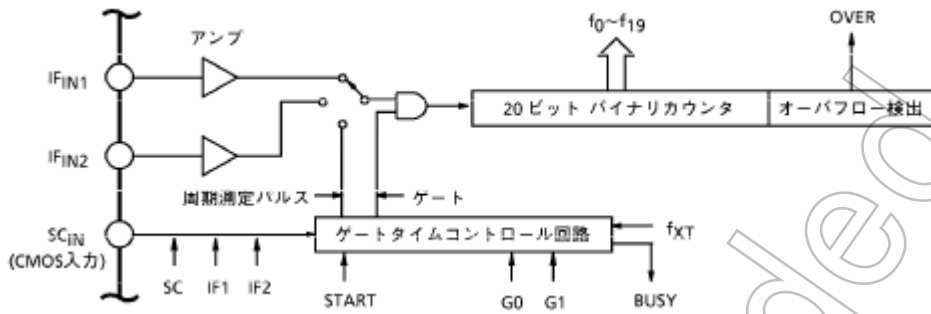 f0~f19
OVER
アンプ
IFIN1
20ビット バイナリカウンタ
オーバフロー検出
IFIN2
周期測定パルス
ゲート
SCIN
(CMOS入力)
ゲートタイムコントロール回路
fXT
SC
IF1
IF2
START
G0
G1
BUSY